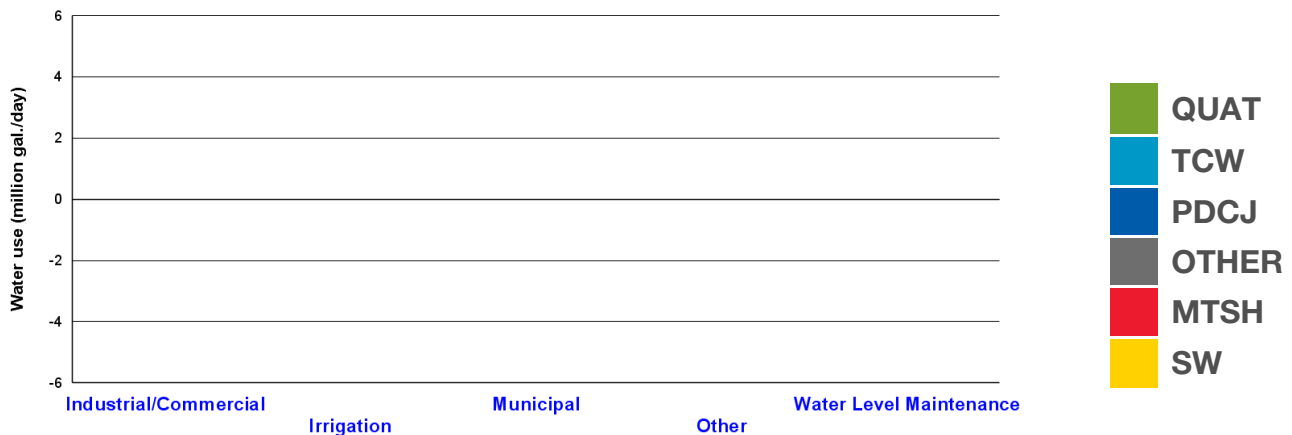 Water use (million gal./day)
6
4
2
0
-2
-4
-6
Industrial/Commercial
Irrigation
Municipal
Other
Water Level Maintenance
QUAT
TCW
PDCJ
OTHER
MTSH
SW